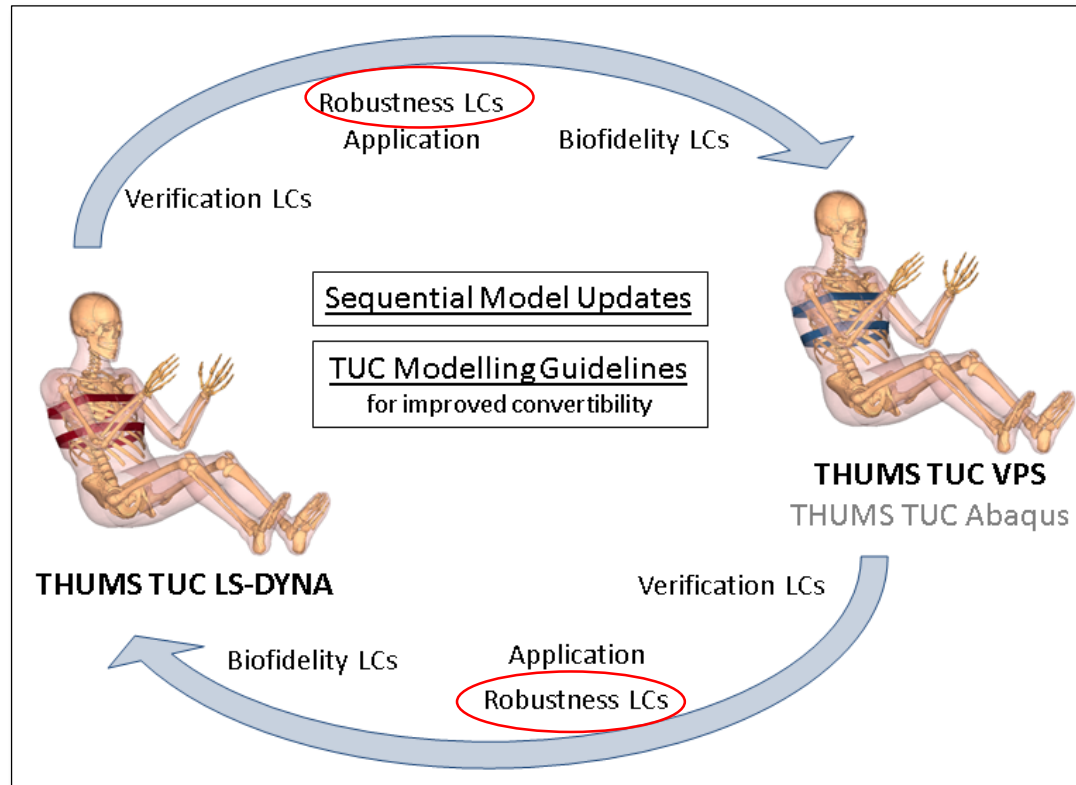 Robustness LCs
Application
Biofidelity LCs
Verification LCs
Sequential Model Updates
TUC Modelling Guidelines
for improved convertibility
THUMS TUC VPS
THUMS TUC Abaqus
THUMS TUC LS-DYNA
Verification LCs
Application
Biofidelity LCs
Robustness LCs